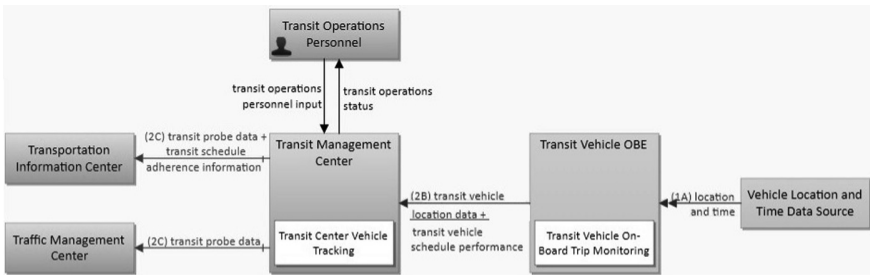 Transit Operations
Personnel
transit operations
personnel input
transit operations
status
(2C) transit probe data +
transit schedule
adherence information
Transportation
Information Center
Transit Management
Center
Transit Vehicle OBE
(2B) transit vehicle
location data +
transit vehicle
schedule performance
(1A) location
and time
Vehicle Location and
Time Data Source
Traffic Management
Center
(2C) transit probe data
Transit Center Vehicle
Tracking
Transit Vehicle On-
Board Trip Monitoring